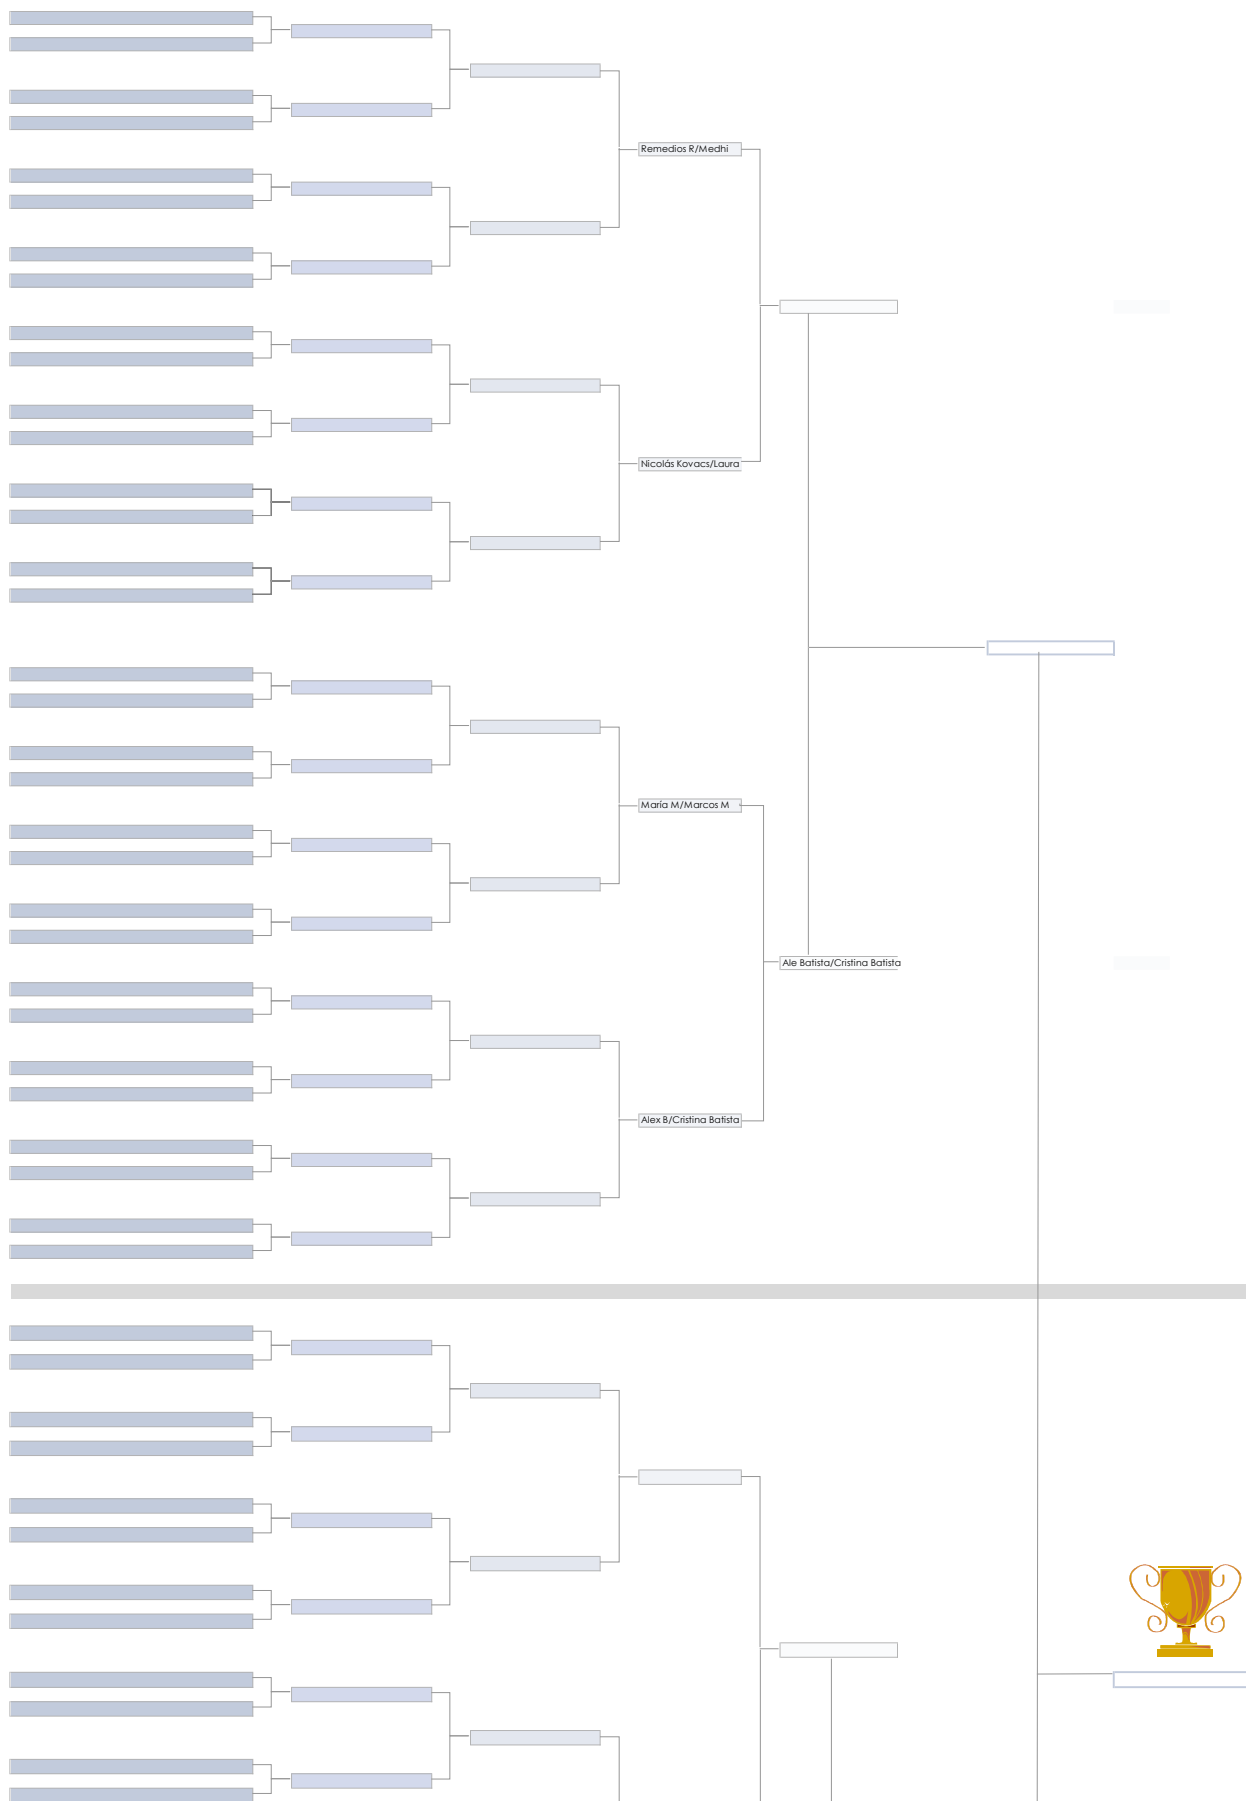 Remedios R/Medhi
Nicolás Kovacs/Laura
María M/Marcos M
Ale Batista/Cristina Batista
Alex B/Cristina Batista